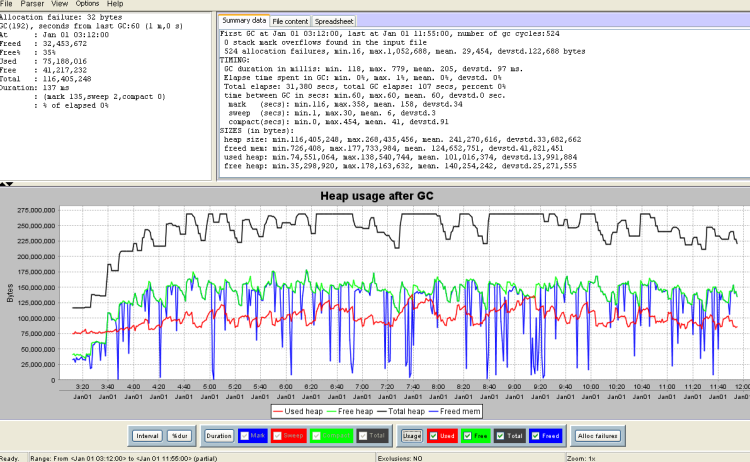 File Parser View Options Help
Allocation failure: 32 bytes
GC(192), seconds from last GC:60 (1 m,0 s)
At : Jan 01 03:12:00
Freed : 32,453,672
Free% : 35%
Used : 75,188,016
Free : 41,217,232
Total : 116,405,248
Duration: 137 ms
: (mark 135,sweep 2,compact 0)
: % of elapsed 0%
Summary data File content Spreadsheet
First GC at Jan 01 03:12:00, last at Jan 01 11:55:00, number of gc cycles:524
0 stack mark overflows found in the input file
524 allocation failures, min.16, max.1,052,688, mean. 29,454, devstd.122,688 bytes
TIMING:
GC duration in millis: min. 118, max. 779, mean. 205, devstd. 97 ms.
Elapse time spent in GC: min. 0%, max. 1%, mean. 0%, devstd. 0%
Total elapse: 31,380 secs, total GC elapse: 107 secs, percent 0%
time between GC in secs: min.60, max.60, mean. 60, devstd.0 sec.
mark (secs): min.116, max.358, mean. 158, devstd.34
sweep (secs): min.1, max.30, mean. 6, devstd.3
compact(secs): min.0, max.454, mean. 41, devstd.91
SIZES (in bytes):
heap size: min.116,405,248, max.268,435,456, mean. 241,270,616, devstd.33,682,662
freed mem: min.726,408, max.177,733,984, mean. 124,652,751, devstd.41,821,451
used heap: min.74,551,064, max.138,540,744, mean. 101,016,374, devstd.13,991,884
free heap: min.35,298,920, max.178,163,632, mean. 140,254,242, devstd.25,271,555
Heap usage after GC
275,000,000
250,000,000
225,000,000
200,000,000
175,000,000
150,000,000
125,000,000
100,000,000
75,000,000
50,000,000
25,000,000
0
Bytes
3:20 3:40 4:00 4:20 4:40 5:00 5:20 5:40 6:00 6:20 6:40 7:00 7:20 7:40 8:00 8:20 8:40 9:00 9:20 9:40 10:00 10:20 10:40 11:00 11:20 11:40 12:00
Jan01 Jan01 Jan01 Jan01 Jan01 Jan01 Jan01 Jan01 Jan01 Jan01 Jan01 Jan01 Jan01 Jan01 Jan01 Jan01 Jan01 Jan01 Jan01 Jan01 Jan01 Jan01 Jan01 Jan01 Jan01 Jan01 Jan01
Used heap Free heap Total heap Freed mem
Interval %dur Duration Mark Sweep Total Usage Used Free Total Freed Alloc failures
Ready. Range: From <Jan 01 03:12:00> to <Jan 01 11:55:00> (partial) Exclusions: NO Zoom: 1x